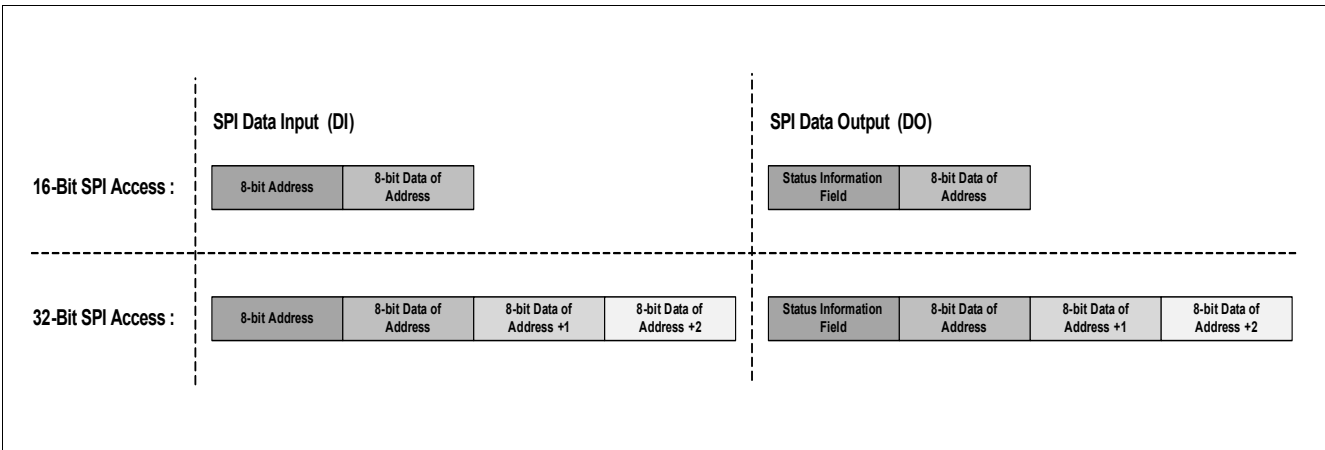 SPI Data Input (DI)
SPI Data Output (DO)
16-Bit SPI Access :
8-bit Address
8-bit Data of
Address
Status Information
Field
8-bit Data of
Address
32-Bit SPI Access :
8-bit Address
8-bit Data of
Address
8-bit Data of
Address +1
8-bit Data of
Address +2
Status Information
Field
8-bit Data of
Address
8-bit Data of
Address +1
8-bit Data of
Address +2